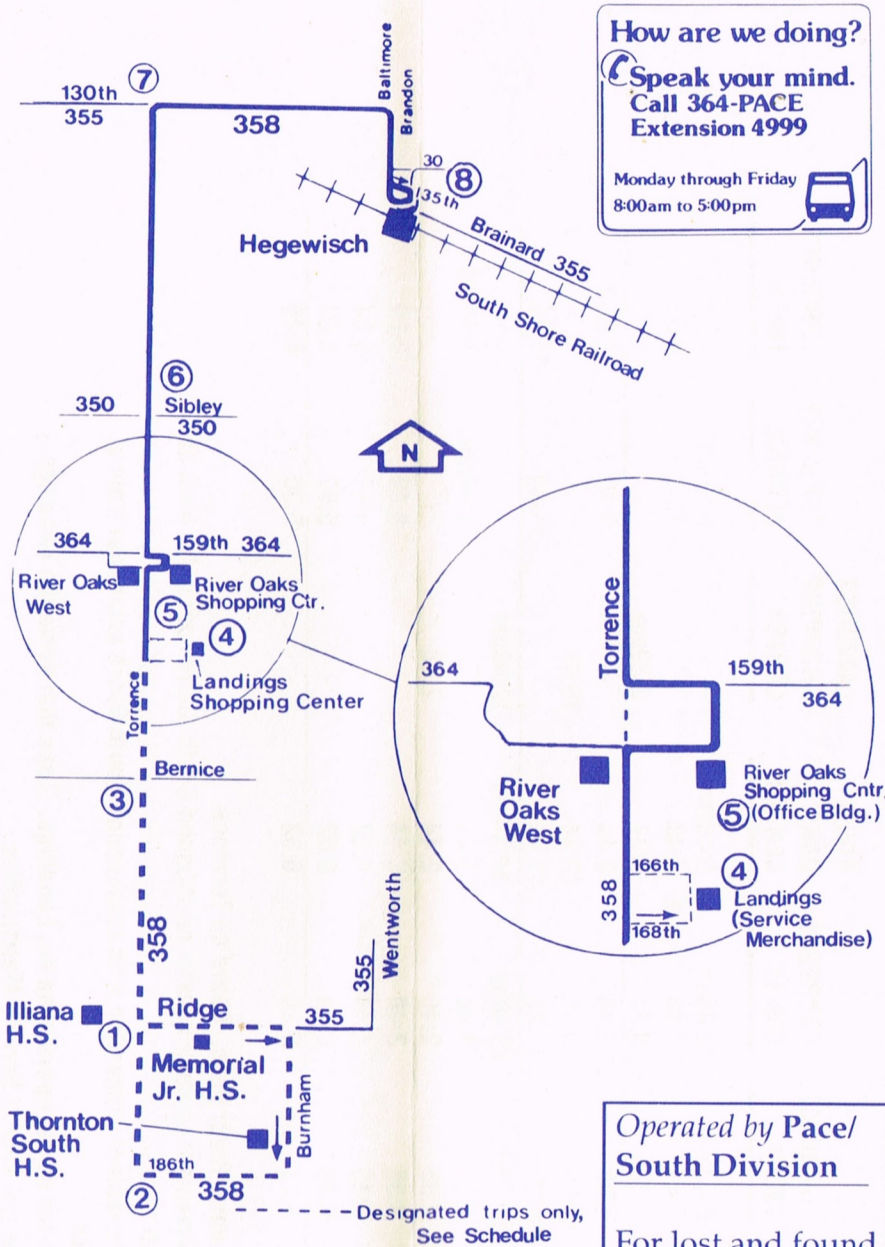 How are we doing?
Speak your mind.
Call 364-PACE
Extension 4999
Monday through Friday
8:00am to 5:00pm
7
130th
355
358
Baltimore
Brandon
30
8
135th
Hegewisch
Brainard 355
South Shore Railroad
6
350
Sibley
350
N
364
159th 364
River Oaks
West
River Oaks
Shopping Ctr.
5
4
Landings
Shopping Center
Torrence
Bernice
3
358
Torrence
364
159th
364
River
Oaks
West
River Oaks
Shopping Cntr.
5 (Office Bldg.)
358
166th
168th
4
Landings
(Service
Merchandise)
Wentworth
355
Illiana
H.S.
1
Ridge
355
Memorial
Jr. H.S.
Burnham
Thornton
South
H.S.
186th
2
358
Designated trips only,
See Schedule
Operated by Pace/
South Division
For lost and found